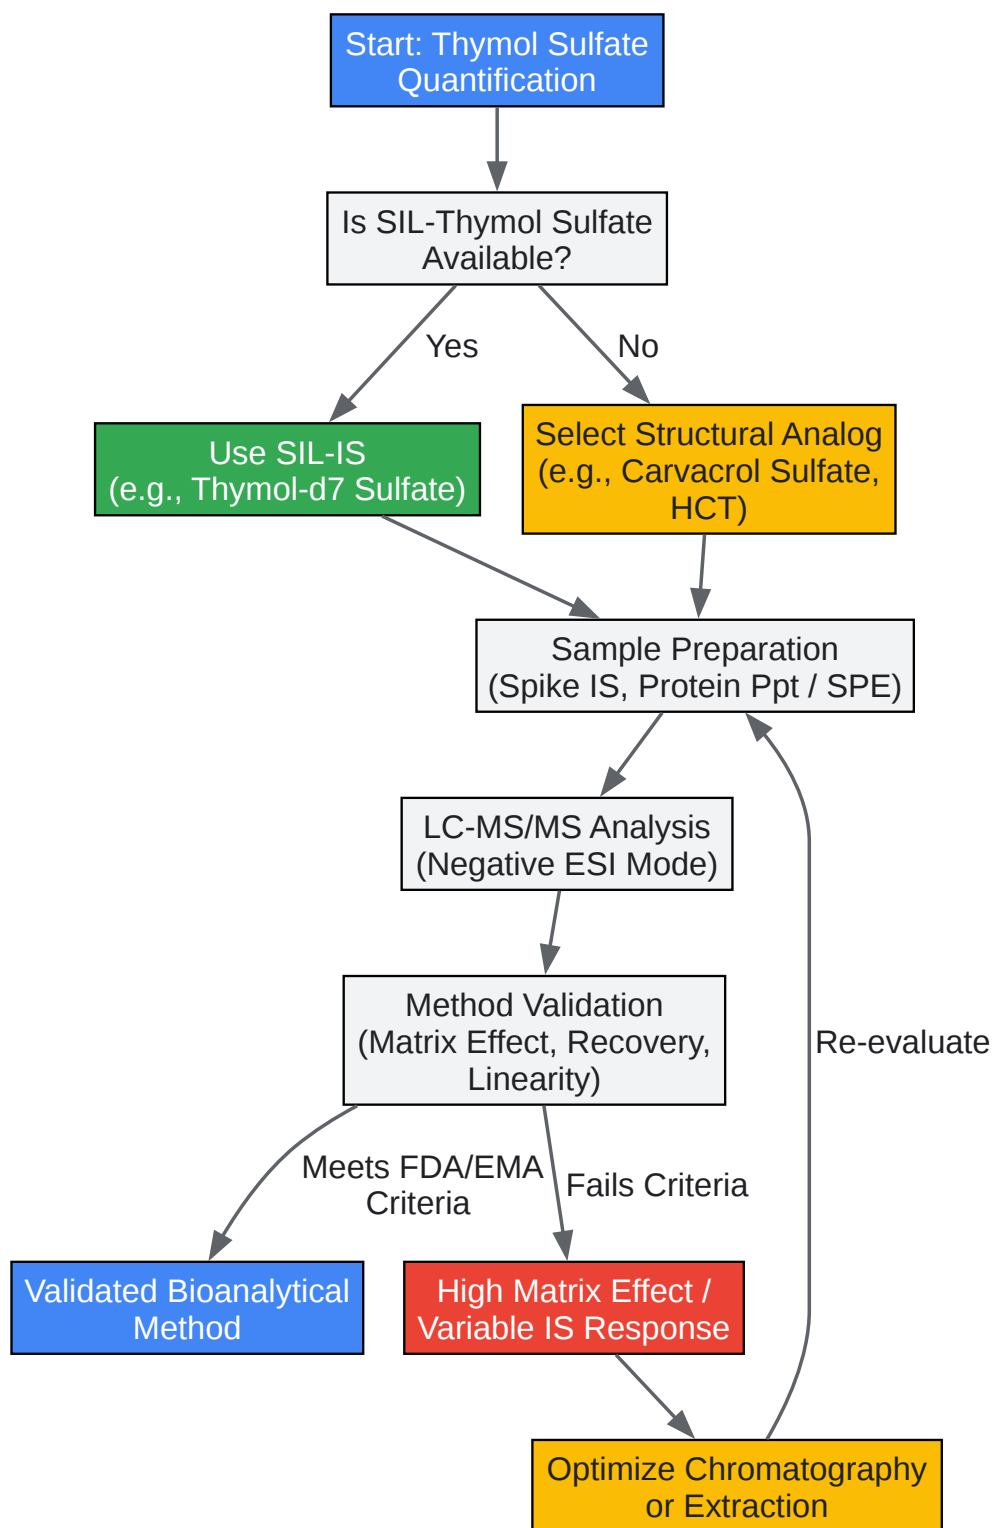 Start: Thymol Sulfate
Quantification
Is SIL-Thymol Sulfate
Available?
Yes
No
Use SIL-IS
(e.g., Thymol-d7 Sulfate)
Select Structural Analog
(e.g., Carvacrol Sulfate,
HCT)
Sample Preparation
(Spike IS, Protein Ppt / SPE)
LC-MS/MS Analysis
(Negative ESI Mode)
Method Validation
(Matrix Effect, Recovery,
Linearity)
Re-evaluate
Meets FDA/EMA
Criteria
Fails Criteria
Validated Bioanalytical
Method
High Matrix Effect /
Variable IS Response
Optimize Chromatography
or Extraction